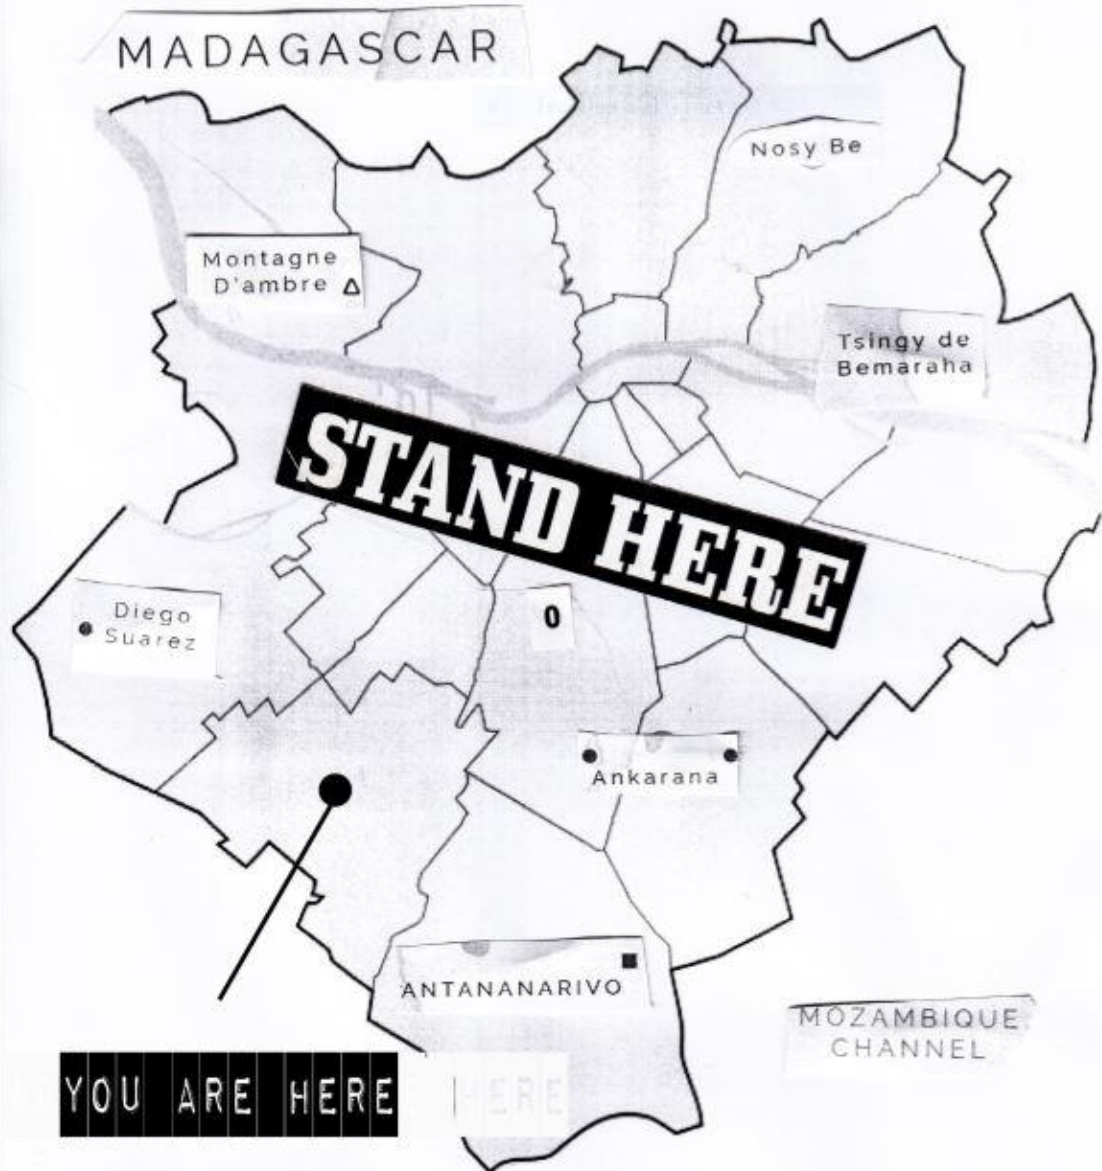 MADAGASCAR
Nosy Be
Montagne
D'ambre
Tsingy de
Bemaraha
STAND HERE
Diego
Suarez
0
Ankarana
ANTANANARIVO
MOZAMBIQUE
CHANNEL
YOU ARE HERE
HERE